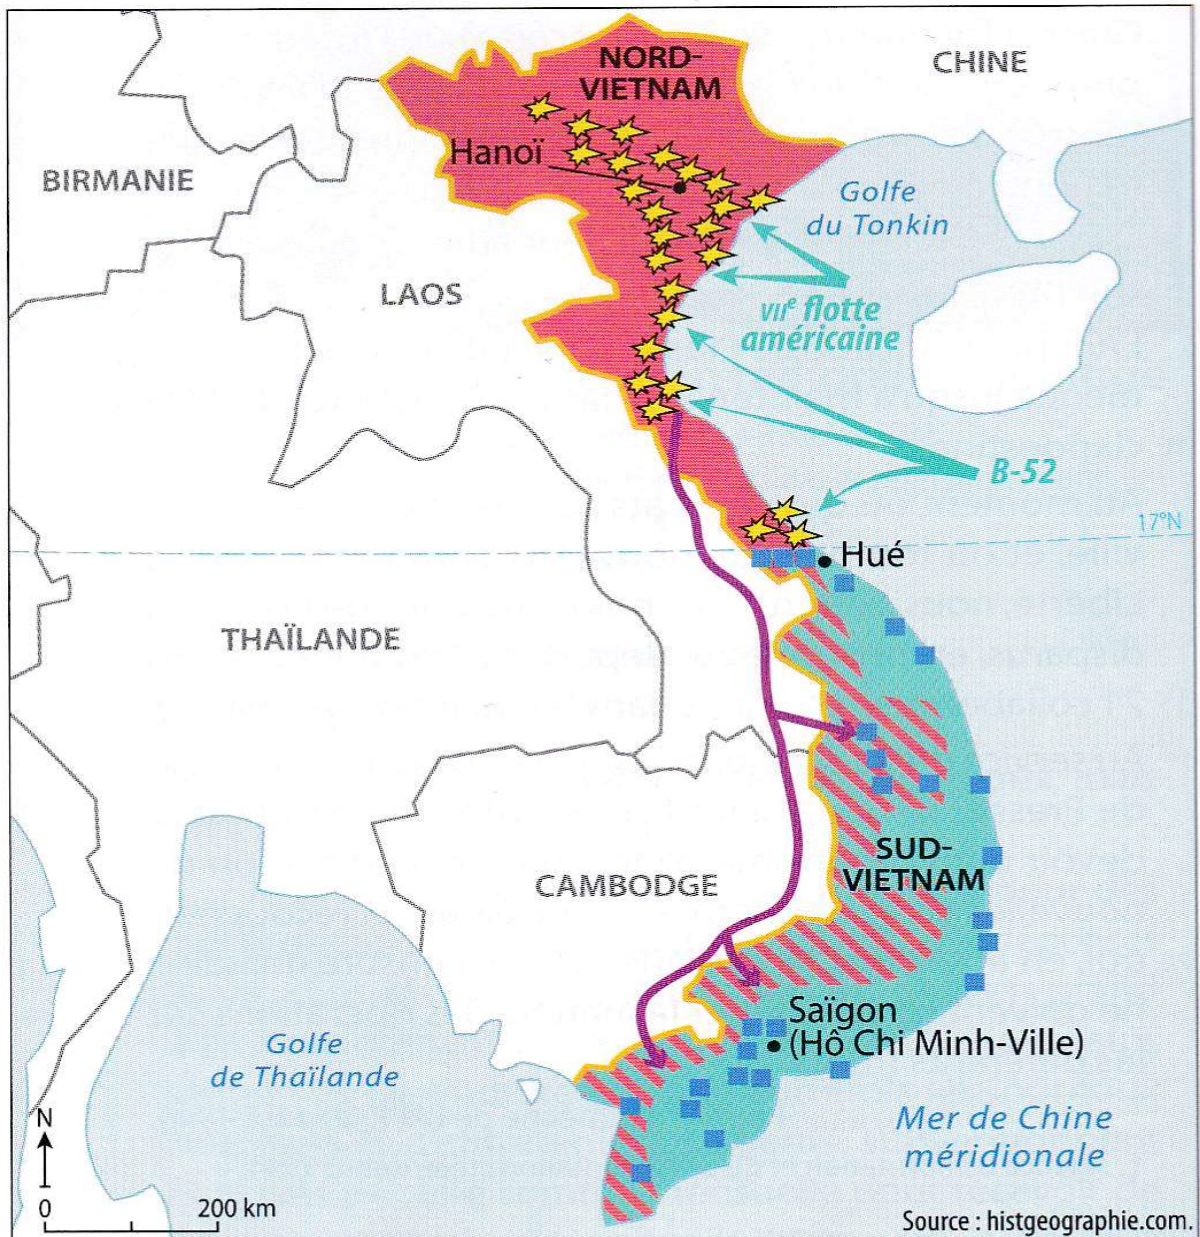 NORD-
VIETNAM
CHINE
Hanoï
BIRMANIE
Golfe
du Tonkin
LAOS
VIIᵉ flotte
américaine
B-52
17°N
Hué
THAÏLANDE
SUD-
VIETNAM
CAMBODGE
Saïgon
(Hô Chi Minh-Ville)
Golfe
de Thaïlande
Mer de Chine
méridionale
N
0 200 km
Source : histgeographie.com.